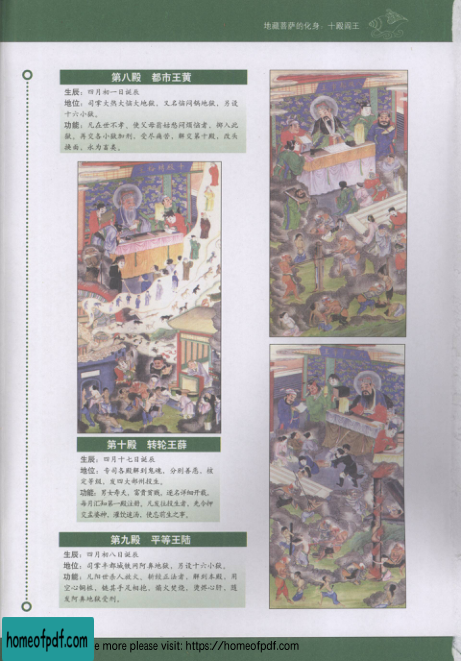 地藏菩萨的化身：十殿阎王
第八殿 都市王黄
生辰：四月初一日诞辰
地位：司掌大热大恼大地狱，又名恼闷锅地狱，另设
十六小狱。
功能：凡在世不孝，使父母翁姑愁闷烦恼者，掷入此
狱。再交各小狱加刑，受尽痛苦，解交第十殿，改头
换面，永为畜类。
第十殿 转轮王薛
生辰：四月十七日诞辰
地位：专司各殿解到鬼魂，分别善恶，核
定等级，发四大部州投生。
功能：男女寿夭，富贵贫贱，逐名详细开载，
每月汇知第一殿注册。凡发往投生者，先令押
交孟婆神，灌饮迷汤，使忘前生之事。
第九殿 平等王陆
生辰：四月初八日诞辰
地位：司掌丰都城铁网阿鼻地狱，另设十六小狱。
功能：凡阳世杀人放火，斩绞正法者，解到本殿，用
空心铜桩，链其手足相抱，煽火焚烧，烫烬心肝，随
发阿鼻地狱受刑。
homeofpdf.com
e more please visit: https://homeofpdf.com